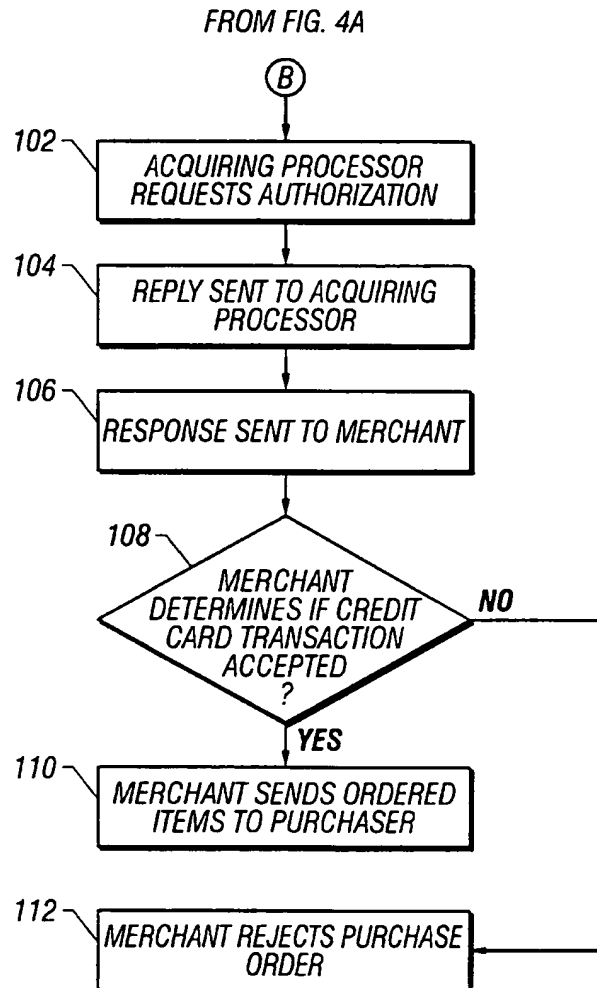 FROM FIG. 4A
B
102
ACQUIRING PROCESSOR
REQUESTS AUTHORIZATION
104
REPLY SENT TO ACQUIRING
PROCESSOR
106
RESPONSE SENT TO MERCHANT
108
MERCHANT
DETERMINES IF CREDIT
CARD TRANSACTION
ACCEPTED
?
NO
YES
110
MERCHANT SENDS ORDERED
ITEMS TO PURCHASER
112
MERCHANT REJECTS PURCHASE
ORDER